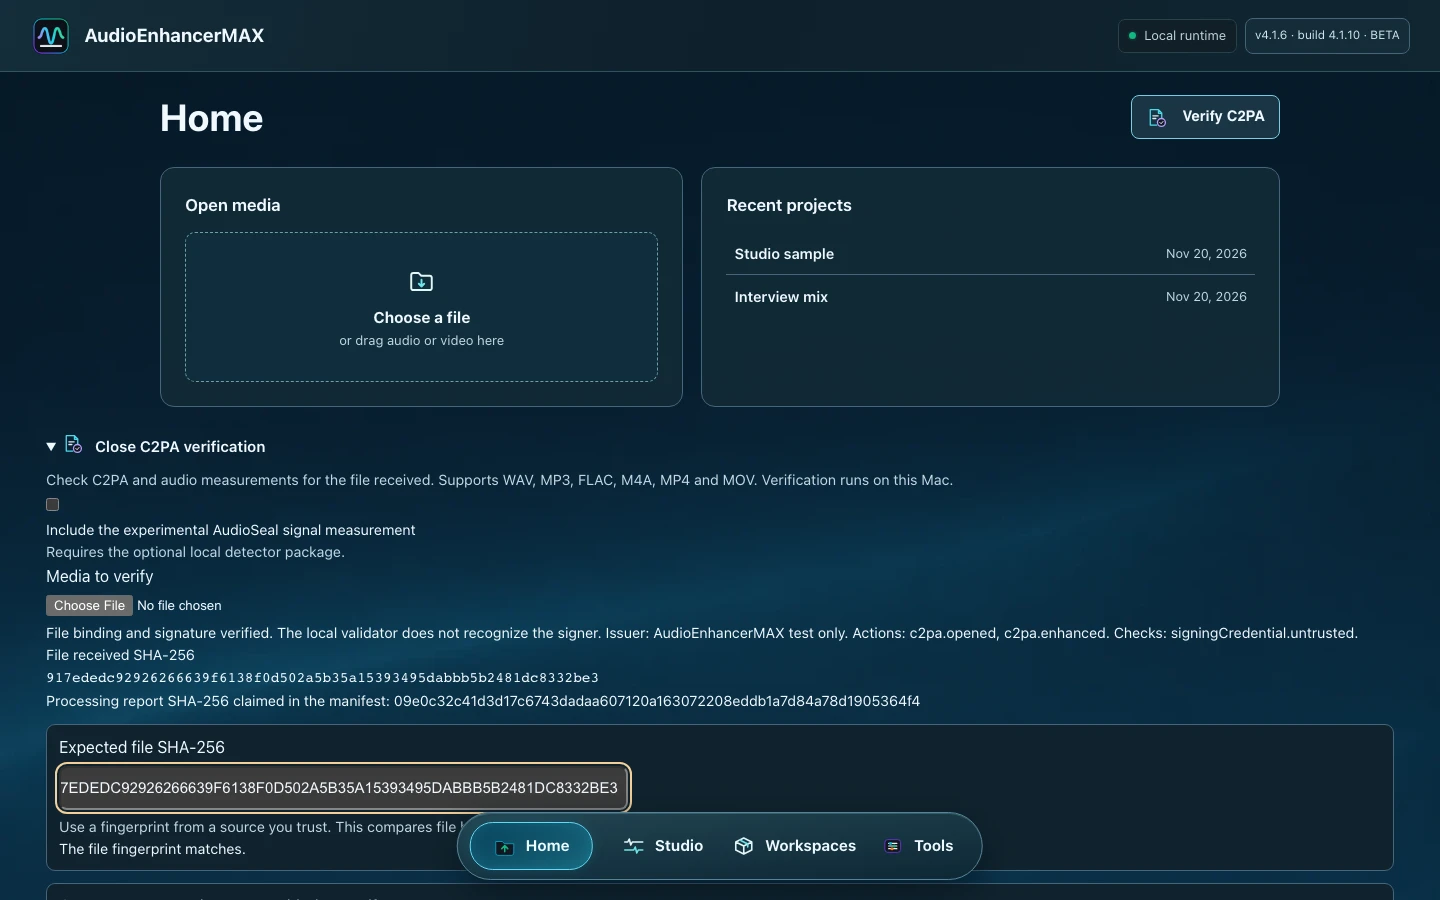 AudioEnhancerMAX
Local runtime
v4.1.6 · build 4.1.10 · BETA
Home
Verify C2PA
Open media
Choose a file
or drag audio or video here
Recent projects
Studio sample Nov 20, 2026
Interview mix Nov 20, 2026
Close C2PA verification
Check C2PA and audio measurements for the file received. Supports WAV, MP3, FLAC, M4A, MP4 and MOV. Verification runs on this Mac.
Include the experimental AudioSeal signal measurement
Requires the optional local detector package.
Media to verify
Choose File No file chosen
File binding and signature verified. The local validator does not recognize the signer. Issuer: AudioEnhancerMAX test only. Actions: c2pa.opened, c2pa.enhanced. Checks: signingCredential.untrusted.
File received SHA-256
917ededc92926266639f6138f0d502a5b35a15393495dabbb5b2481dc8332be3
Processing report SHA-256 claimed in the manifest: 09e0c32c41d3d17c6743dadaa607120a163072208eddb1a7d84a78d1905364f4
Expected file SHA-256
7EDEDC92926266639F6138F0D502A5B35A15393495DABBB5B2481DC8332BE3
Use a fingerprint from a source you trust. This compares file
The file fingerprint matches.
Home
Studio
Workspaces
Tools